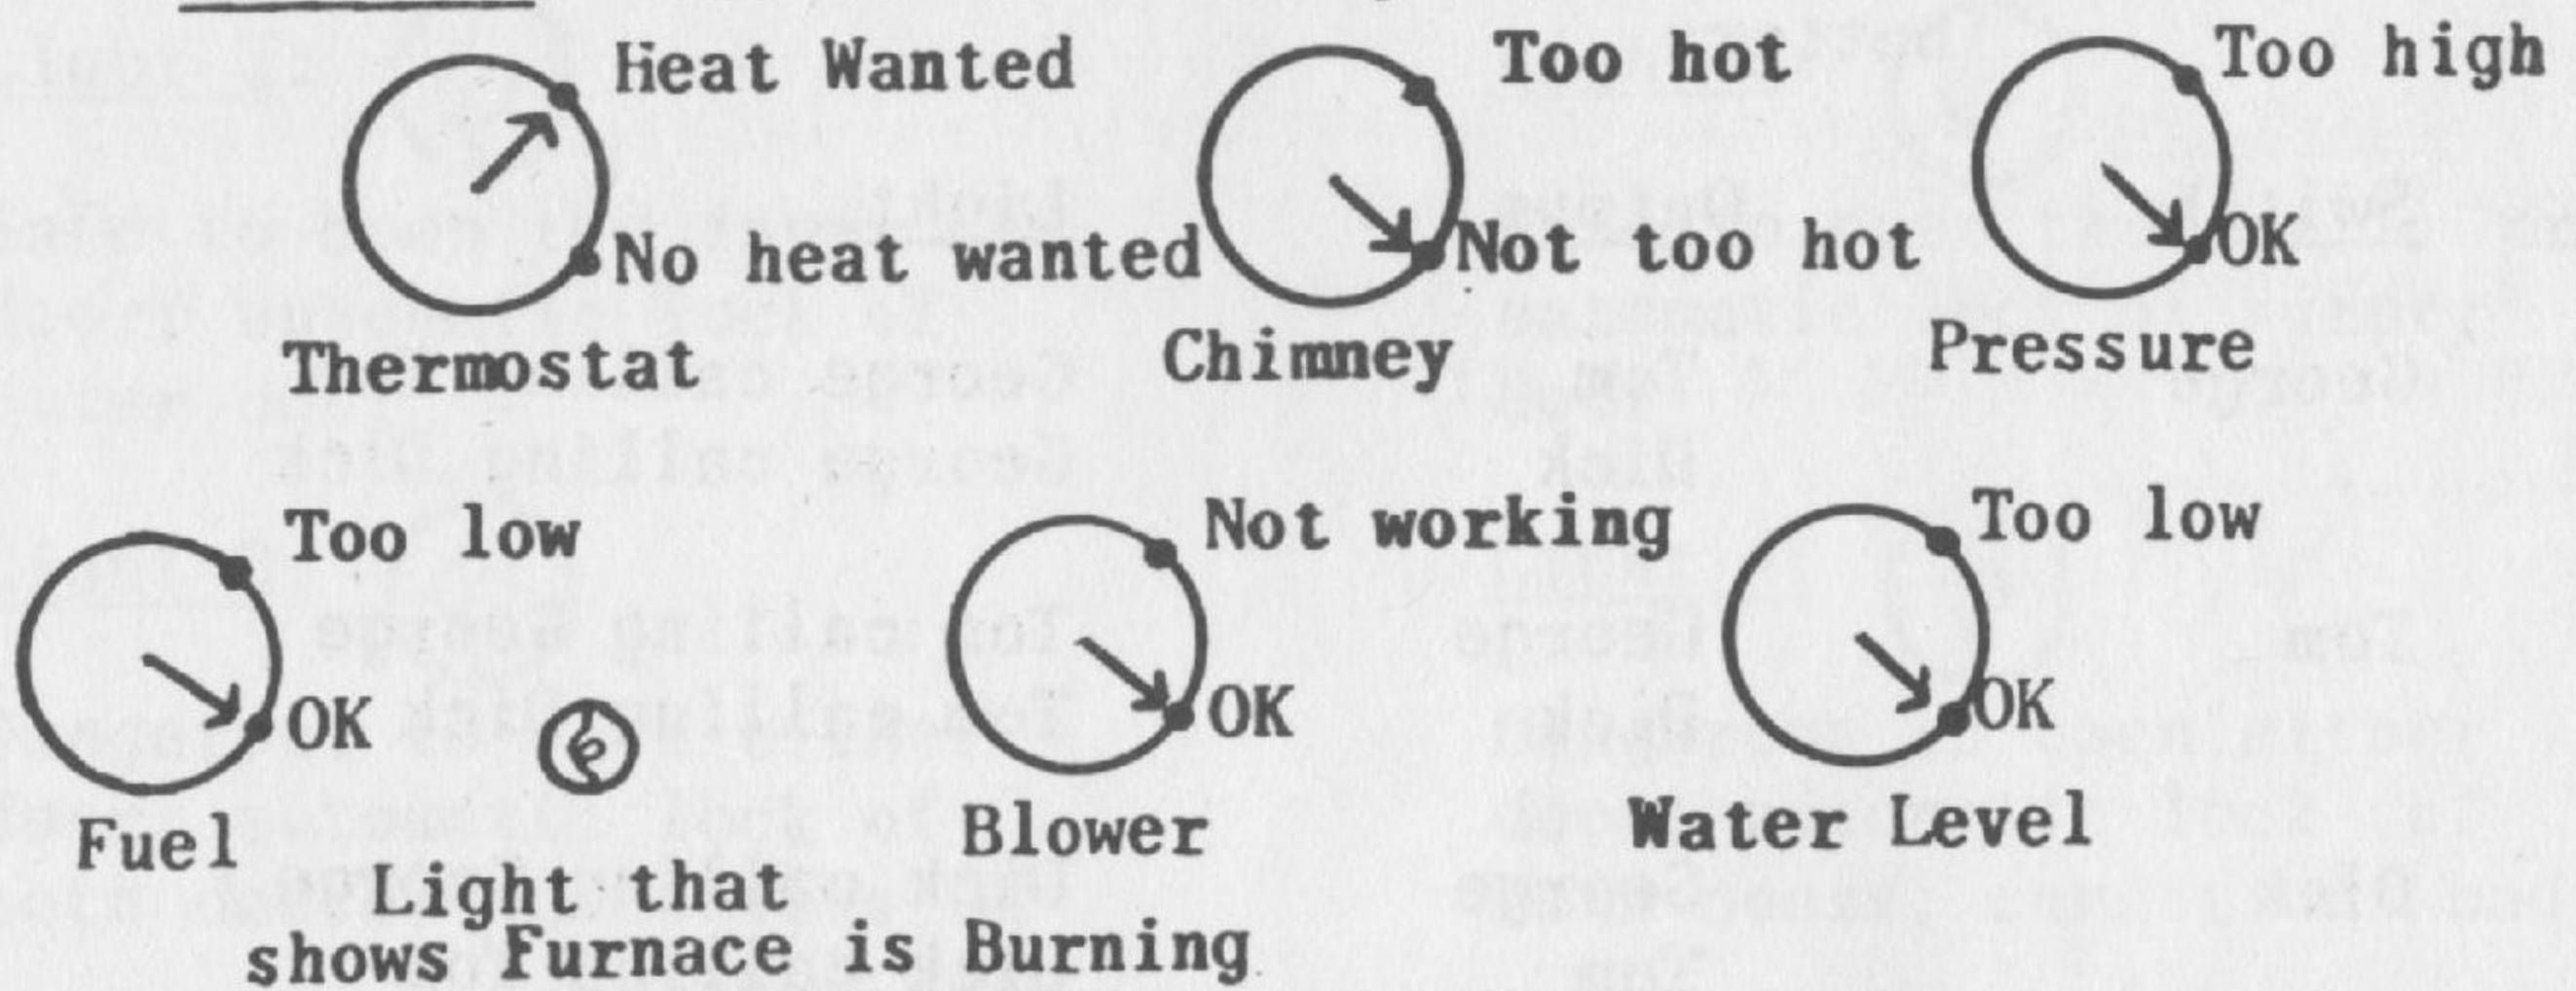 Heat Wanted
No heat wanted
Thermostat
Too hot
Not too hot
Chimney
Too high
OK
Pressure
Too low
OK
Fuel
Light that
shows Furnace is Burning
Not working
OK
Blower
Too low
OK
Water Level